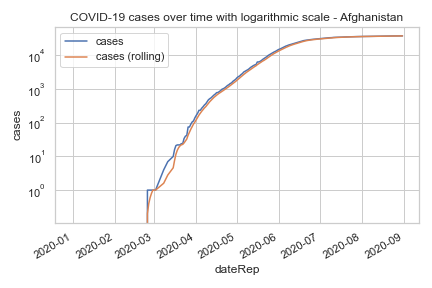 COVID-19 cases over time with logarithmic scale - Afghanistan
cases
cases (rolling)
cases
10⁴
10³
10²
10¹
10⁰
2020-01
2020-02
2020-03
2020-04
2020-05
2020-06
2020-07
2020-08
2020-09
dateRep